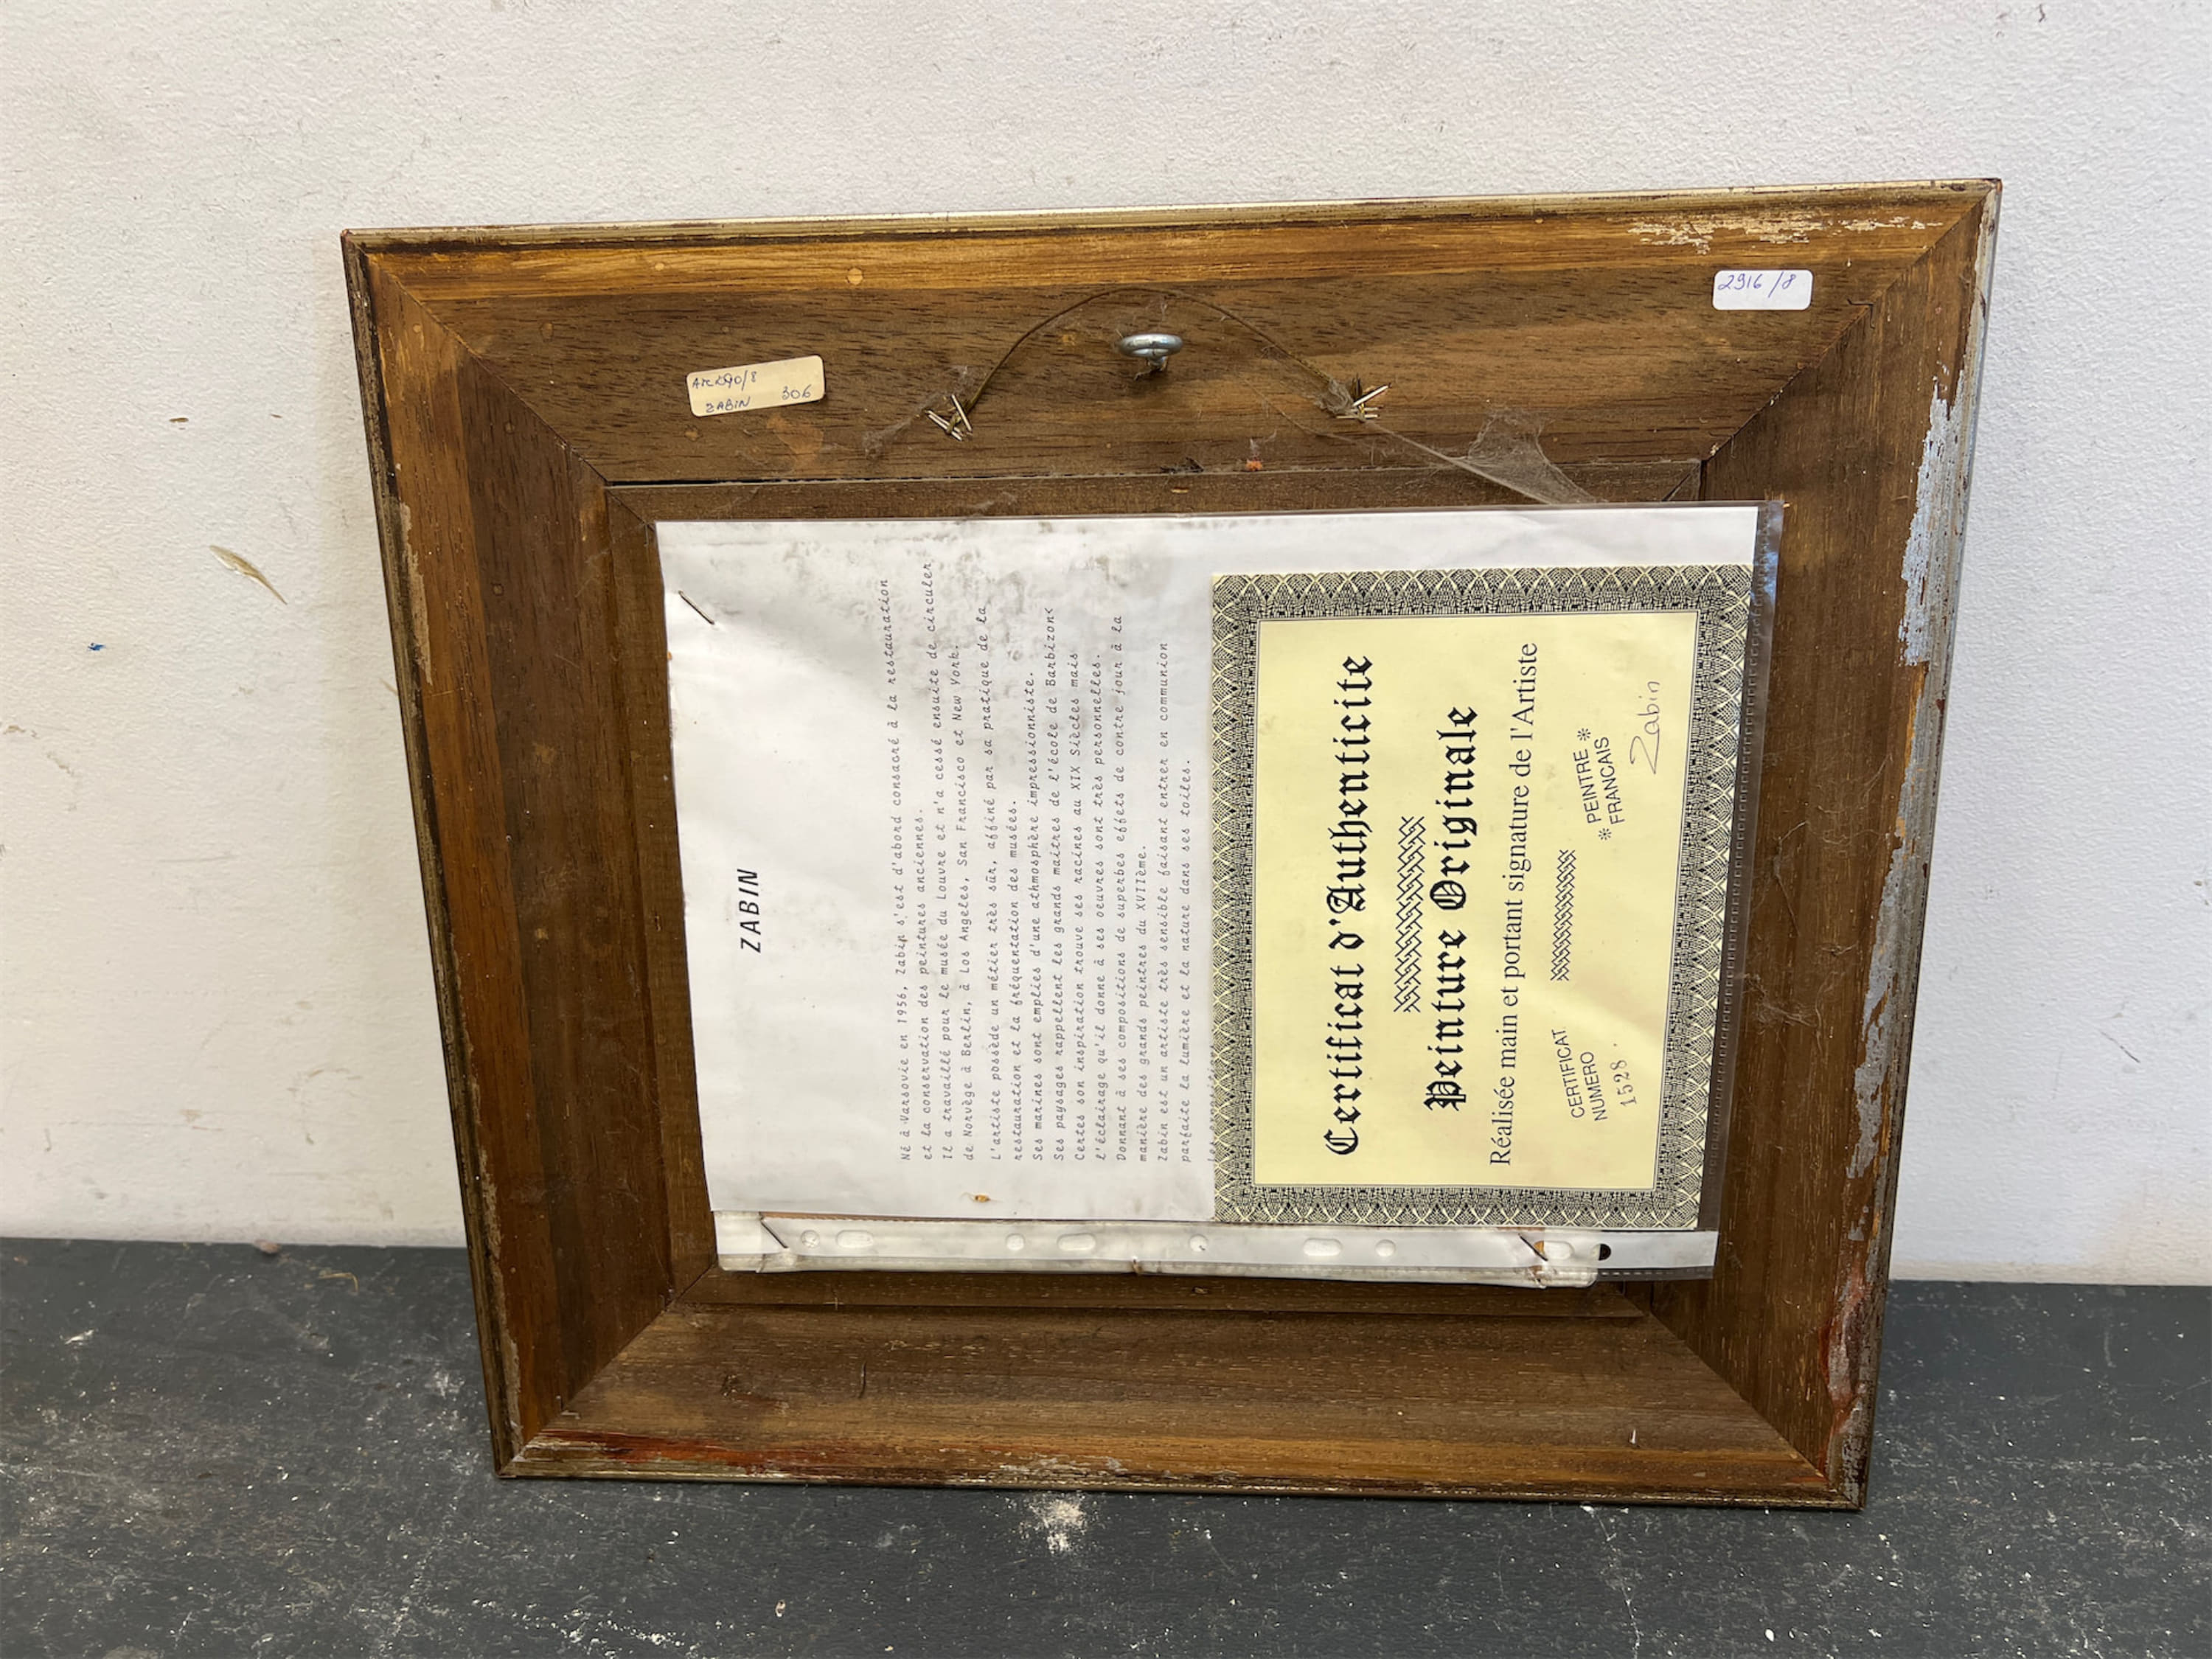 2916/8
306
ZABIN
ZABIN
Né à Varsovie en 1956, Zabin s'est d'abord consacré à la restauration
et la conservation des peintures anciennes.
Il a travaillé pour le musée du Louvre et n'a cessé ensuite de circuler
de Norvège à Berlin, à Los Angeles, San Francisco et New York.
L'artiste possède un métier très sûr, affiné par sa pratique de la
restauration et la fréquentation des musées.
Ses marines sont emplies d'une athmosphère impressionniste.
Ses paysages rappellent les grands maitres de l'école de Barbizon<
Certes son inspiration trouve ses racines au XIX Siècles mais
l'éclairage qu'il donne à ses oeuvres sont très personnelles.
Donnant à ses compositions de superbes effets de contre jour à la
manière des grands peintres du XVIIème.
Zabin est un artiste très sensible faisant entrer en communion
parfaite la lumière et la nature dans ses toiles.
Certificat d'Authenticite
Peinture Originale
Réalisée main et portant signature de l'Artiste
CERTIFICAT
NUMERO
1528
* PEINTRE *
FRANCAIS
Zabin